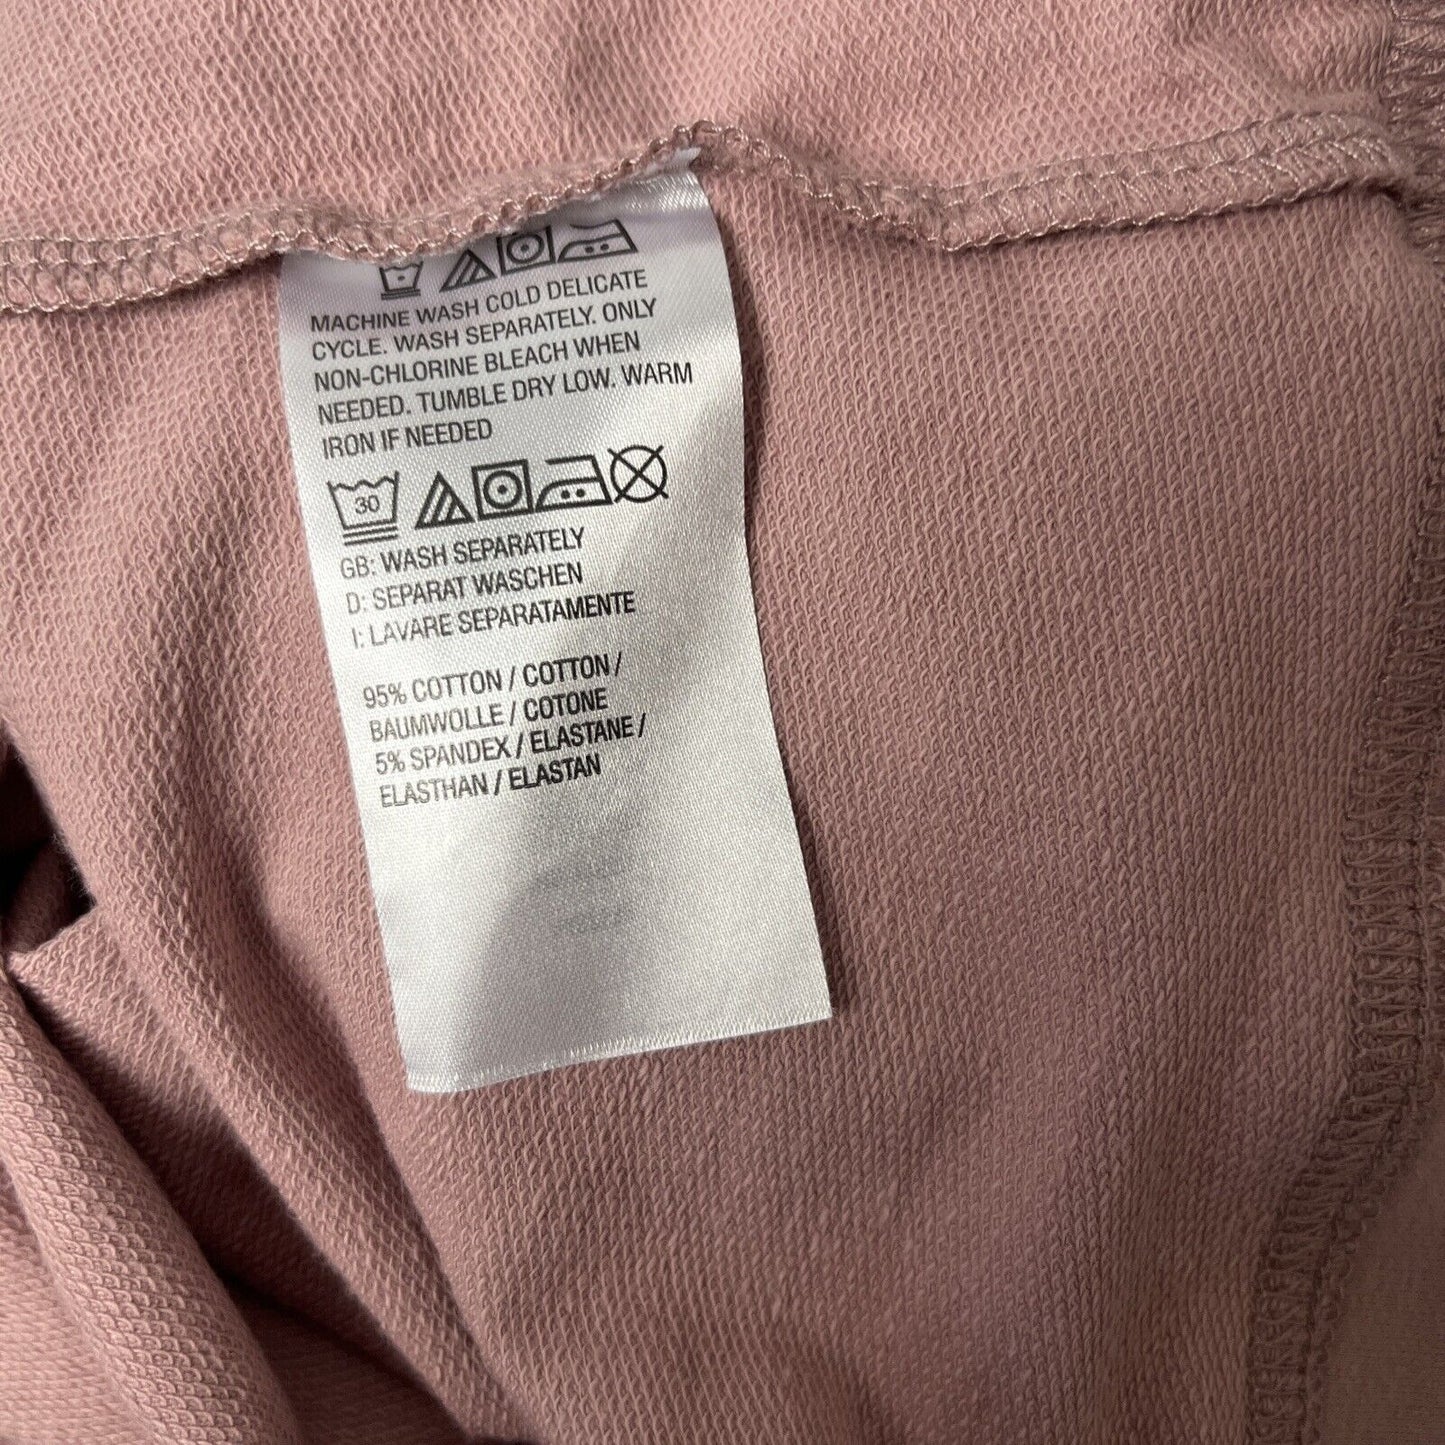 MACHINE WASH COLD DELICATE
CYCLE. WASH SEPARATELY. ONLY
NON-CHLORINE BLEACH WHEN
NEEDED. TUMBLE DRY LOW. WARM
IRON IF NEEDED
30
GB: WASH SEPARATELY
D: SEPARAT WASCHEN
I: LAVARE SEPARATAMENTE
95% COTTON / COTTON /
BAUMWOLLE / COTONE
5% SPANDEX / ELASTANE /
ELASTHAN / ELASTAN